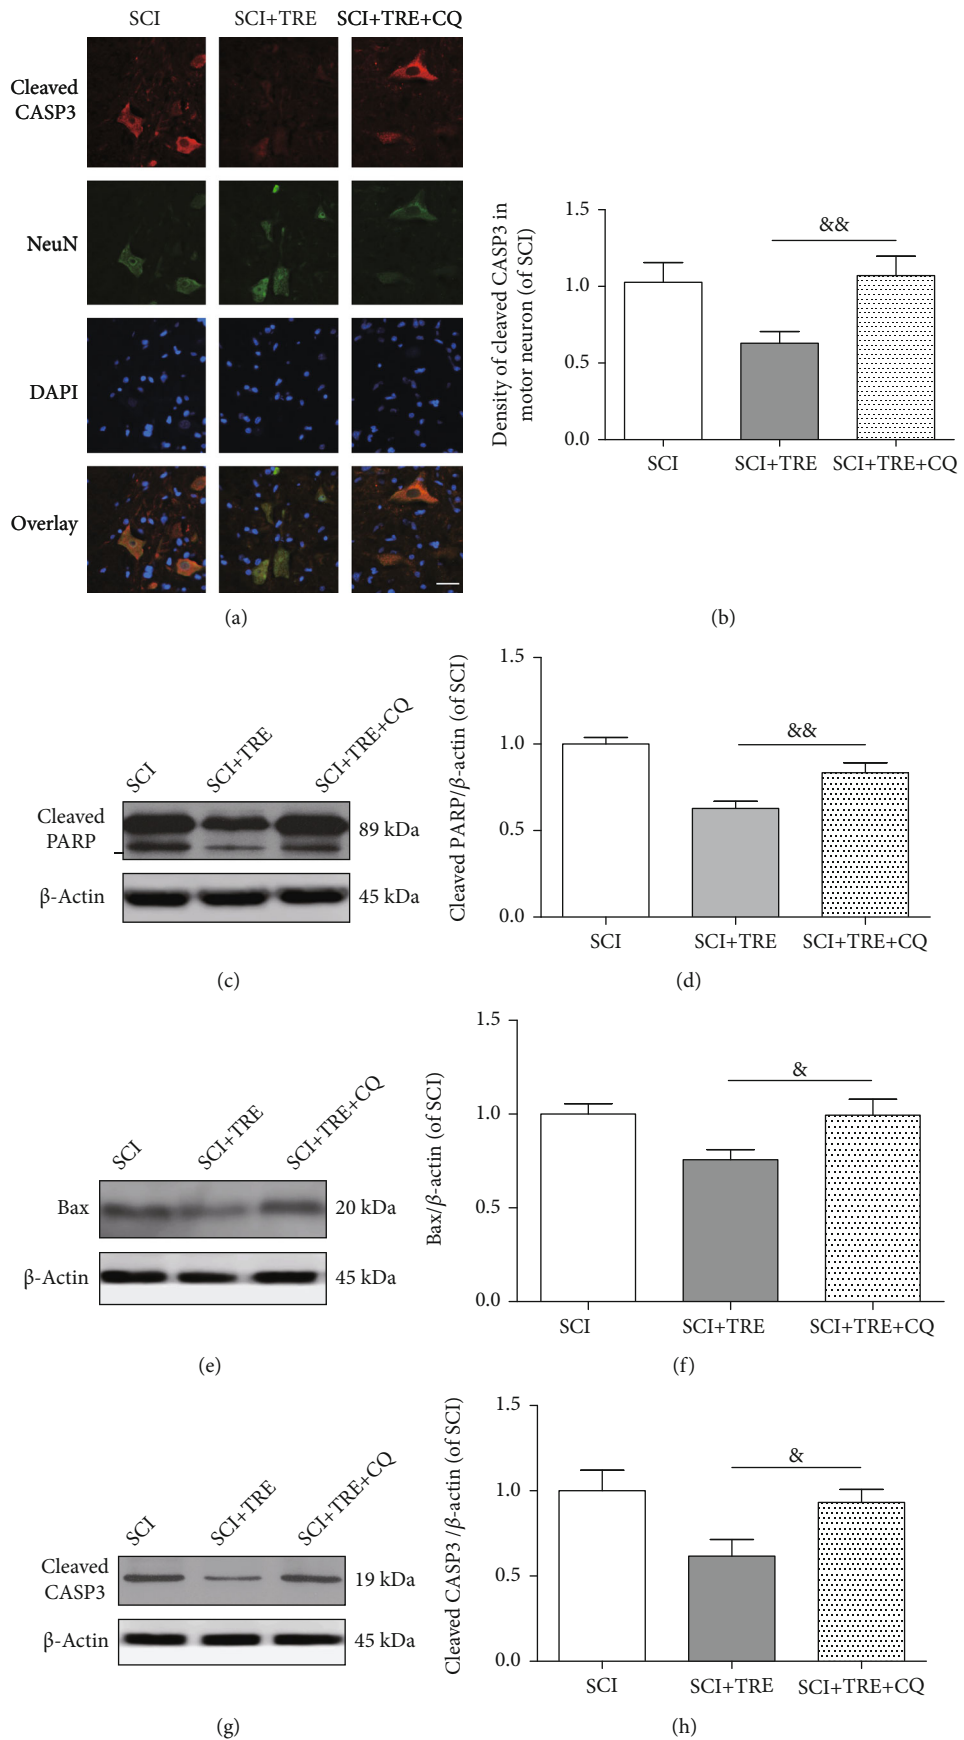 SCI SCI+TRE SCI+TRE+CQ
Cleaved
CASP3
NeuN
DAPI
Overlay
(a)
Density of cleaved CASP3 in
motor neuron (of SCI)
1.5
1.0
0.5
0.0
&&
SCI SCI+TRE SCI+TRE+CQ
(b)
SCI SCI+TRE SCI+TRE+CQ
Cleaved
PARP
89 kDa
β-Actin 45 kDa
(c)
Cleaved PARP/β-actin (of SCI)
1.5
1.0
0.5
0.0
&&
SCI SCI+TRE SCI+TRE+CQ
(d)
SCI SCI+TRE SCI+TRE+CQ
Bax 20 kDa
β-Actin 45 kDa
(e)
Bax/β-actin (of SCI)
1.5
1.0
0.5
0.0
&
SCI SCI+TRE SCI+TRE+CQ
(f)
SCI SCI+TRE SCI+TRE+CQ
Cleaved
CASP3
19 kDa
β-Actin 45 kDa
(g)
Cleaved CASP3 /β-actin (of SCI)
1.5
1.0
0.5
0.0
&
SCI SCI+TRE SCI+TRE+CQ
(h)